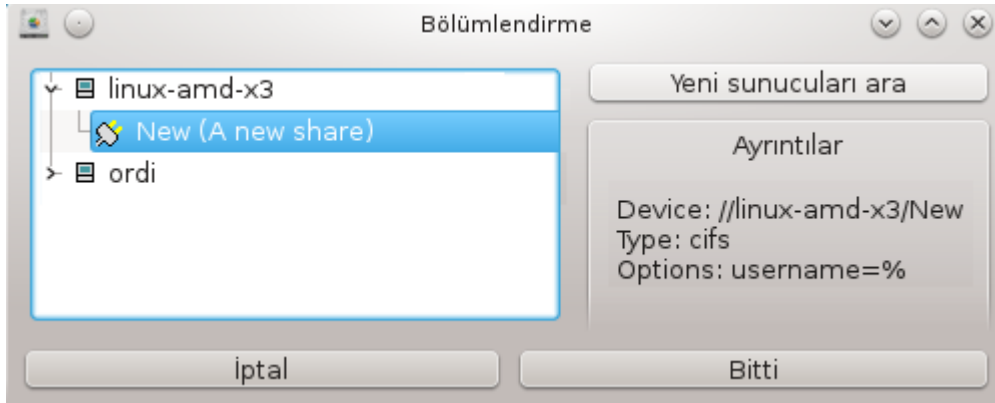 Bölümlendirme
linux-amd-x3
New (A new share)
ordi
Yeni sunucuları ara
Ayrıntılar
Device: //linux-amd-x3/New
Type: cifs
Options: username=%
İptal
Bitti